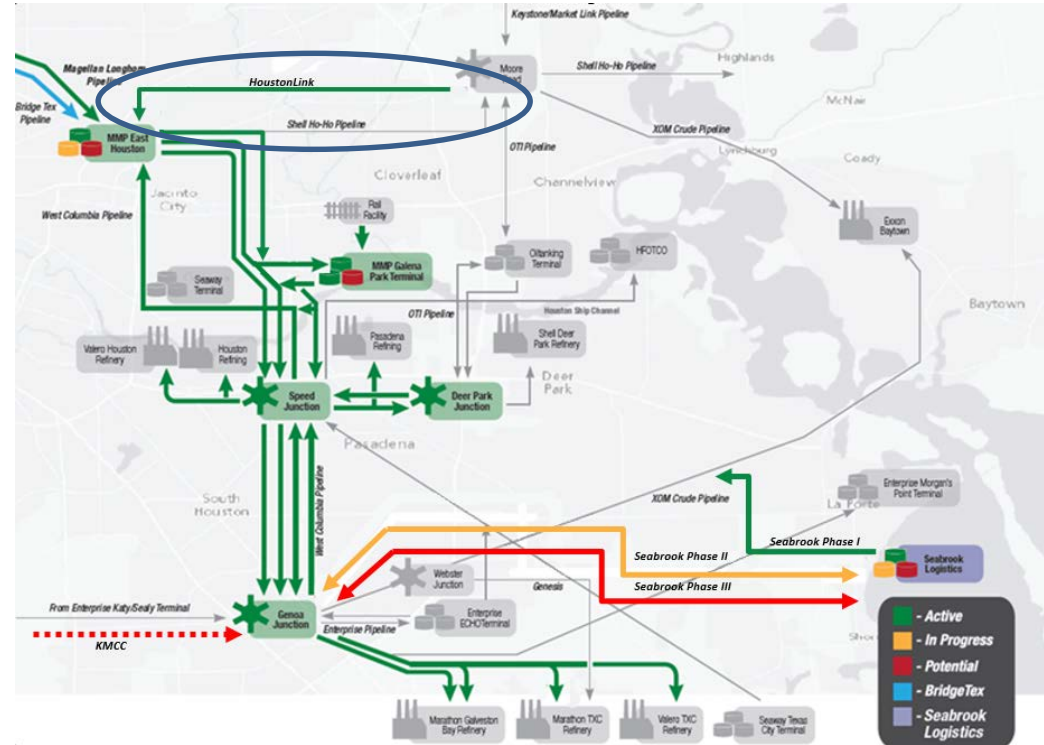 Keystone/Market Link Pipeline
Magellan Longhorn
Pipeline
HoustonLink
Moore
Road
Shell Ho-Ho Pipeline
Highlands
McNair
Bridge Tex
Pipeline
MMP East
Houston
Shell Ho-Ho Pipeline
OTI Pipeline
XOM Crude Pipeline
Lynchburg
Coady
Cloverleaf
Channelview
Jacinto
City
West Columbia Pipeline
Rail
Facility
Exxon
Baytown
Seaway
Terminal
MMP Galena
Park Terminal
Oiltanking
Terminal
HFOTCO
Baytown
OTI Pipeline
Houston Ship Channel
Valero Houston
Refinery
Houston
Refining
Pasadena
Refining
Shell Deer
Park Refinery
Deer
Park
Speed
Junction
Deer Park
Junction
Pasadena
South
Houston
West Columbia Pipeline
XOM Crude Pipeline
Enterprise Morgan's
Point Terminal
La Porte
Seabrook Phase I
Seabrook Phase II
Seabrook
Logistics
Seabrook Phase III
Webster
Junction
Genesis
From Enterprise Katy/Sealy Terminal
Genoa
Junction
Enterprise
ECHO Terminal
Enterprise Pipeline
KMCC
- Active
- In Progress
- Potential
- BridgeTex
- Seabrook
Logistics
Marathon Galveston
Bay Refinery
Marathon TXC
Refinery
Valero TXC
Refinery
Seaway Texas
City Terminal